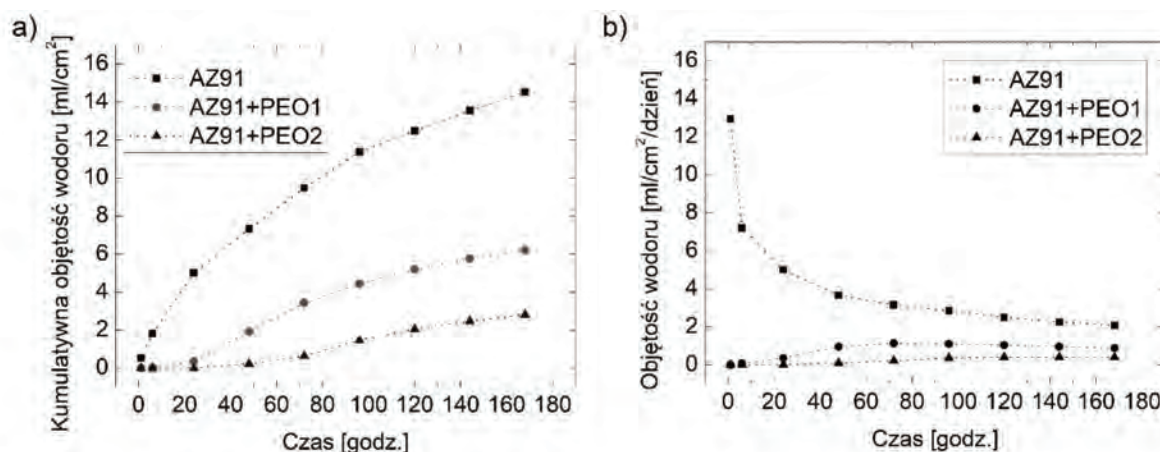 a)
Kumulatywna objętość wodoru [ml/cm²]
16
14
12
10
8
6
4
2
0
AZ91
AZ91+PEO1
AZ91+PEO2
0 20 40 60 80 100 120 140 160 180
Czas [godz.]
b)
Objętość wodoru [ml/cm²/dzień]
16
14
12
10
8
6
4
2
0
AZ91
AZ91+PEO1
AZ91+PEO2
0 20 40 60 80 100 120 140 160 180
Czas [godz.]